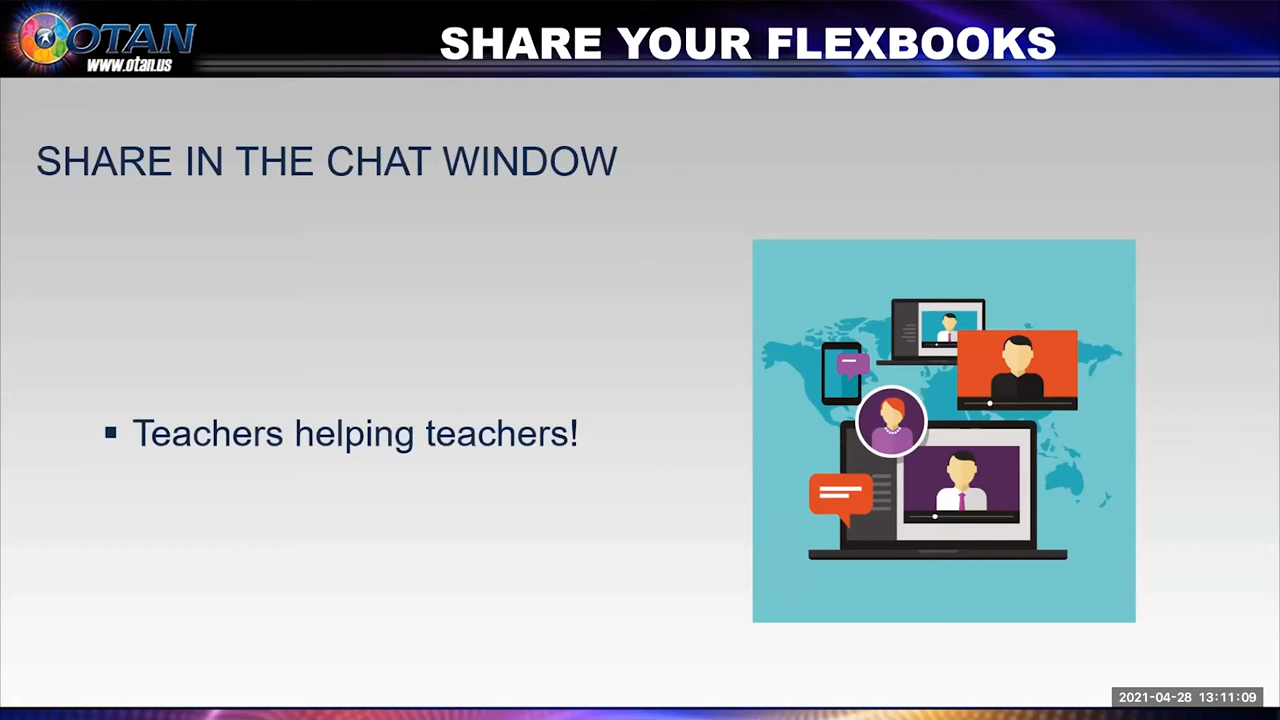 OTAN
www.otan.us
SHARE YOUR FLEXBOOKS
SHARE IN THE CHAT WINDOW
▪ Teachers helping teachers!
2021-04-28 13:11:09